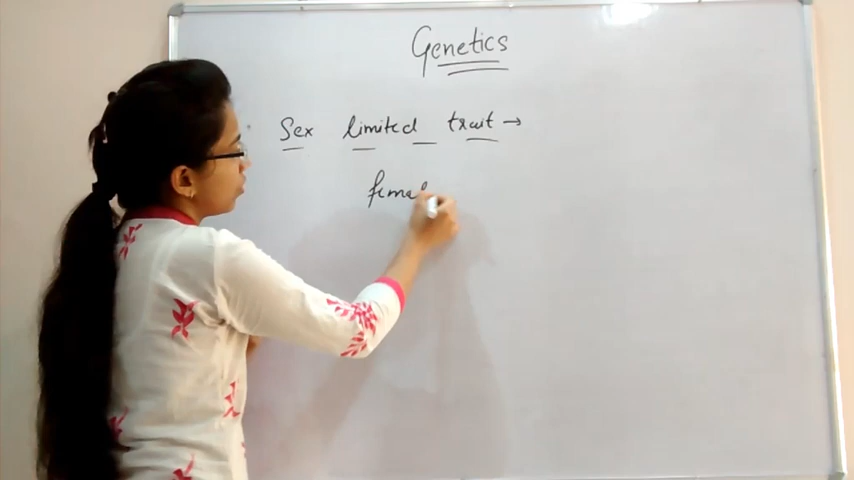 Genetics
Sex limited trait →
femal